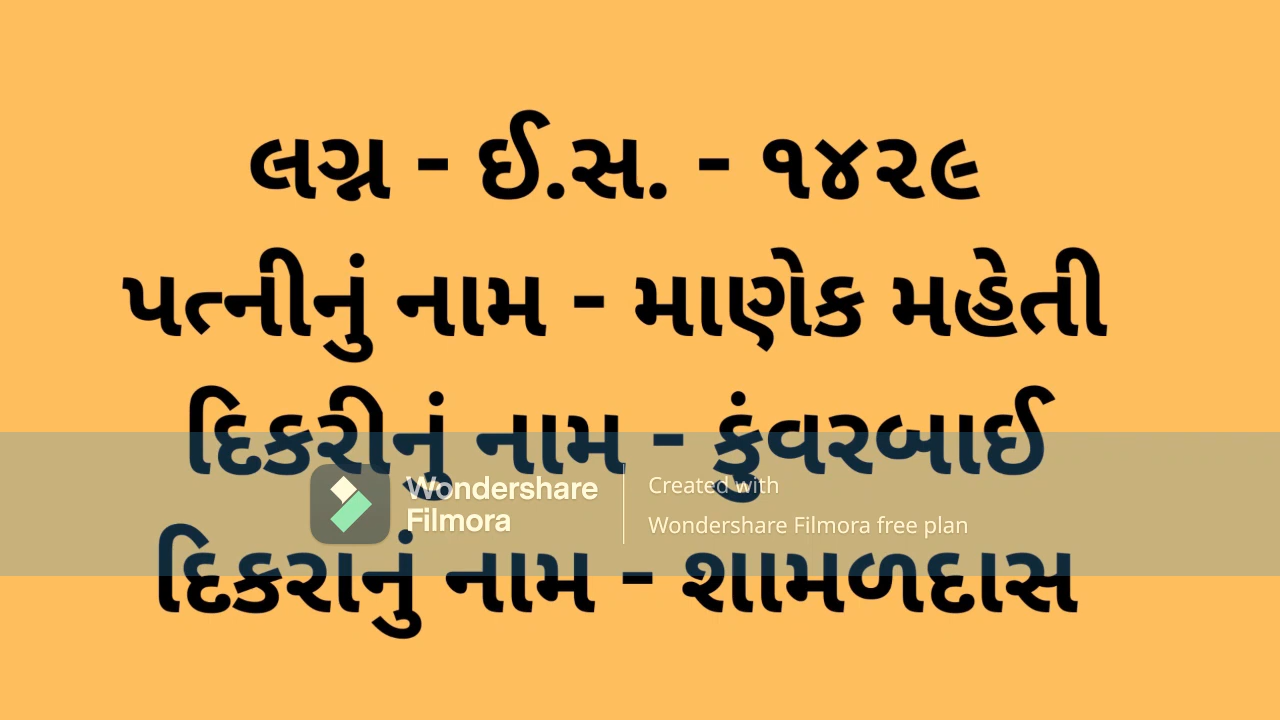 લગ્ન - ઈ.સ. - ૧૪૨૯
પત્નીનું નામ - માણેક મહેતી
દિકરીનું નામ - કુંવરબાઈ
Wondershare Filmora
Created with
Wondershare Filmora free plan
દિકરાનું નામ - શામળદાસ